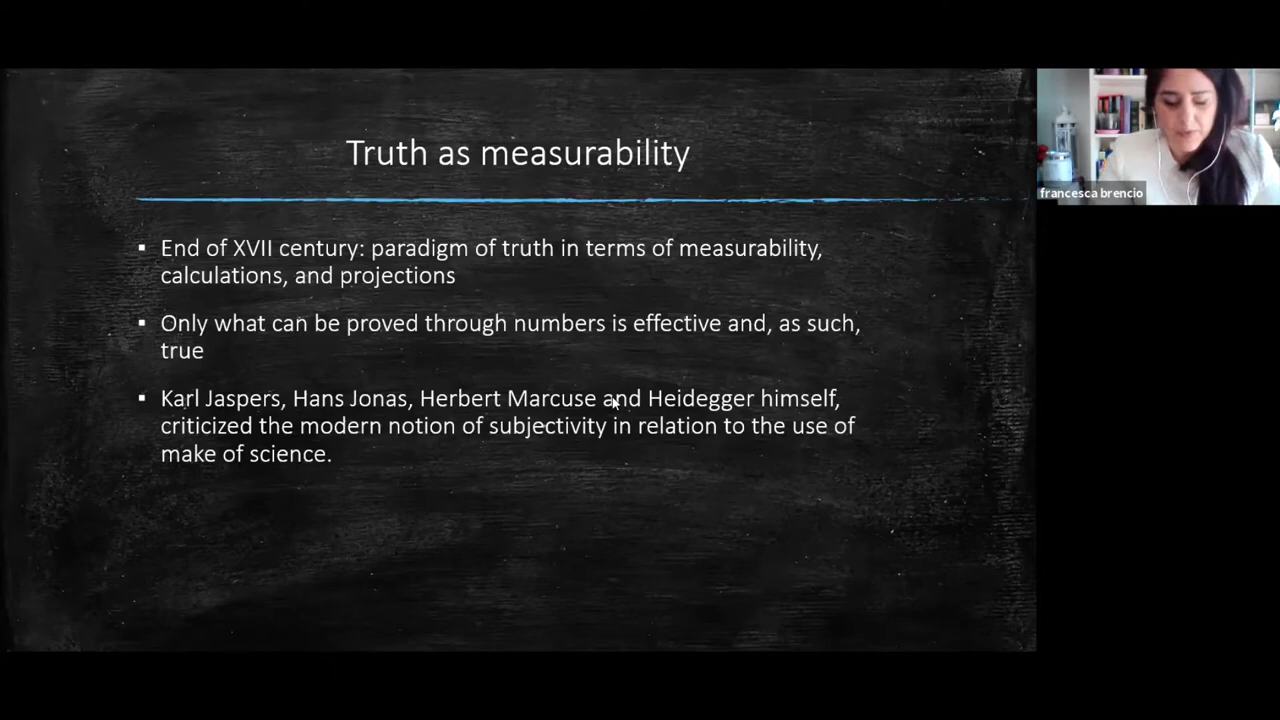 Truth as measurability
▪ End of XVII century: paradigm of truth in terms of measurability,
calculations, and projections
▪ Only what can be proved through numbers is effective and, as such,
true
▪ Karl Jaspers, Hans Jonas, Herbert Marcuse and Heidegger himself,
criticized the modern notion of subjectivity in relation to the use of
make of science.
francesca brencio